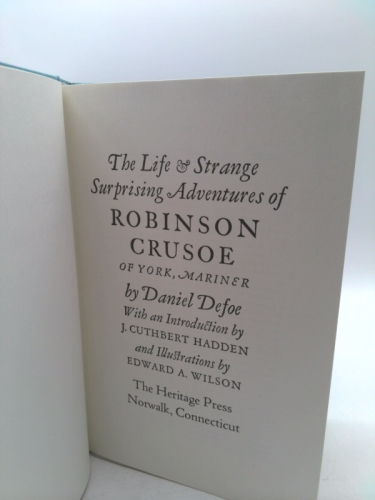 The Life & Strange
Surprising Adventures of
ROBINSON
CRUSOE
OF YORK, MARINER
by Daniel Defoe
With an Introduction by
J. CUTHBERT HADDEN
and Illustrations by
EDWARD A. WILSON
The Heritage Press
Norwalk, Connecticut